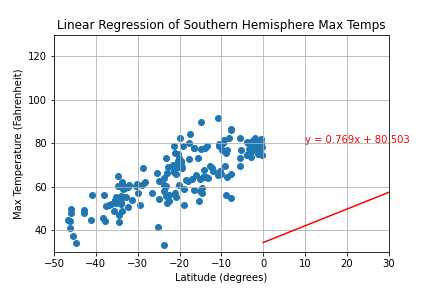 Linear Regression of Southern Hemisphere Max Temps
Max Temperature (Fahrenheit)
120
100
80
60
40
y = 0.769x + 80.503
−50 −40 −30 −20 −10 0 10 20 30
Latitude (degrees)